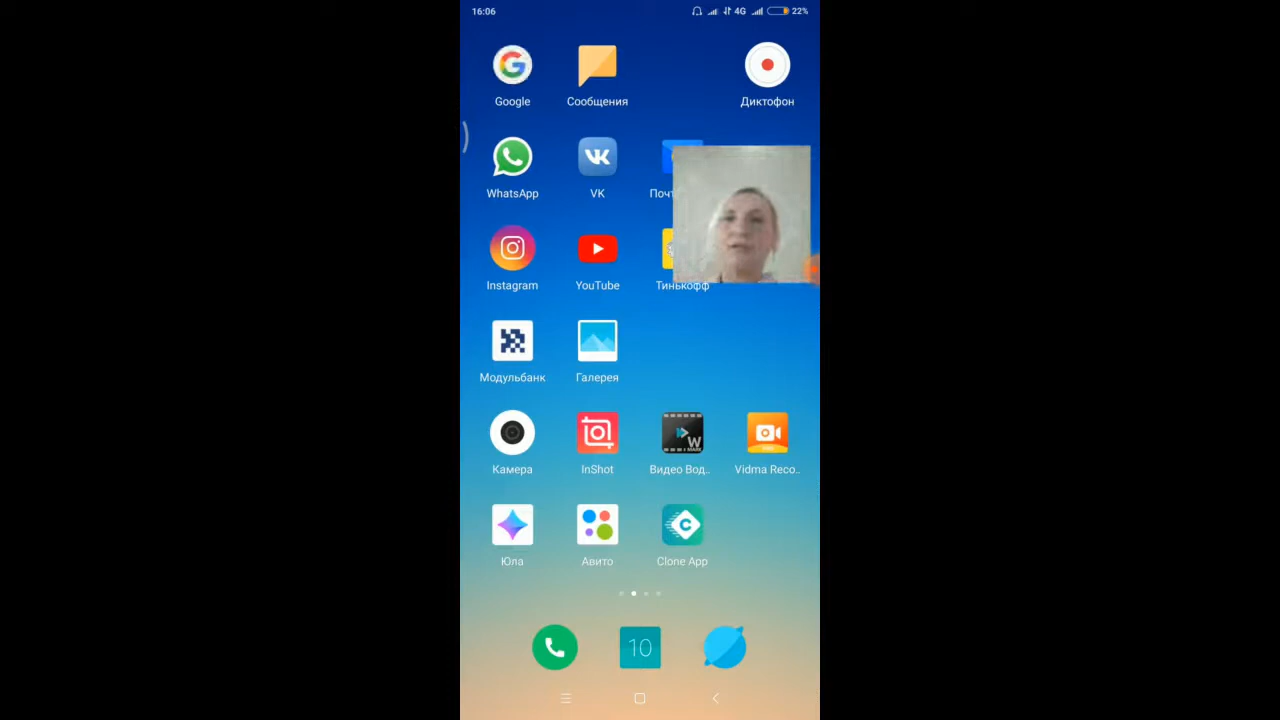 16:06
4G
22%
Google
Сообщения
Диктофон
WhatsApp
VK
Почт
Instagram
YouTube
Тинькофф
Модульбанк
Галерея
W
MARK
Камера
InShot
Видео Вод..
Vidma Reco..
C
Юла
Авито
Clone App
10